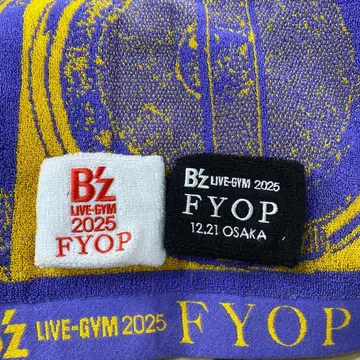 B'z
LIVE-GYM
2025
FYOP
B'z LIVE-GYM 2025
FYOP
12.21 OSAKA
B'z LIVE-GYM 2025 FYOP